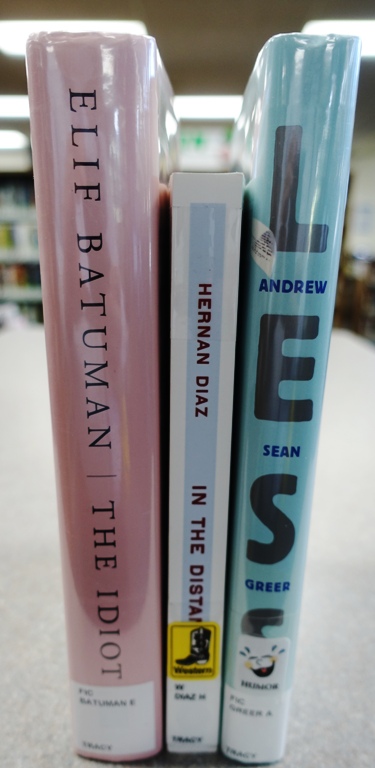 ELIF BATUMAN | THE IDIOT
FIC
BATUMAN E
TRACY
HERNAN DIAZ IN THE DISTAN
Western
W
DIAZ H
TRACY
L
ANDREW
E
SEAN
S
GREER
S
HUMOR
FIC
GREER A
TRACY